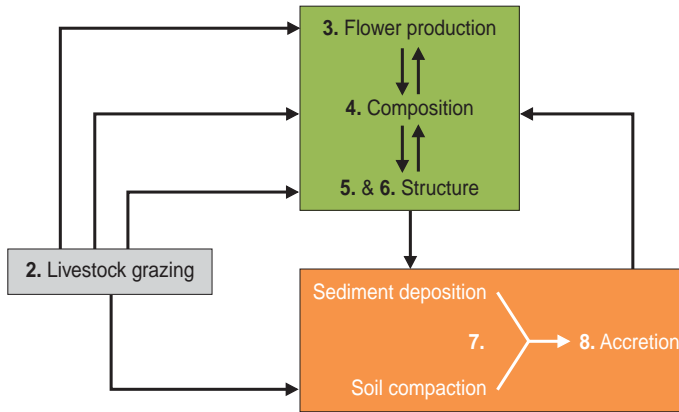 3. Flower production
4. Composition
5. & 6. Structure
2. Livestock grazing
Sediment deposition
7.
8. Accretion
Soil compaction